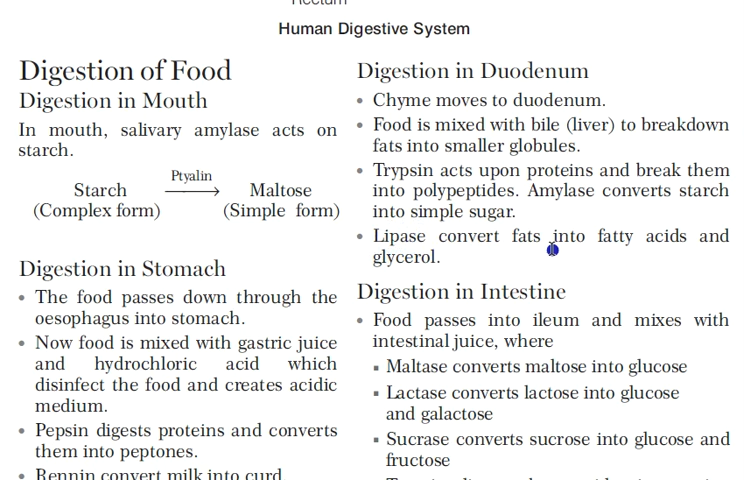 Rectum
Human Digestive System
Digestion of Food
Digestion in Mouth
In mouth, salivary amylase acts on
starch.
Ptyalin
Starch ⟶ Maltose
(Complex form) (Simple form)
Digestion in Stomach
• The food passes down through the
oesophagus into stomach.
• Now food is mixed with gastric juice
and hydrochloric acid which
disinfect the food and creates acidic
medium.
• Pepsin digests proteins and converts
them into peptones.
• Rennin convert milk into curd
Digestion in Duodenum
• Chyme moves to duodenum.
• Food is mixed with bile (liver) to breakdown
fats into smaller globules.
• Trypsin acts upon proteins and break them
into polypeptides. Amylase converts starch
into simple sugar.
• Lipase convert fats into fatty acids and
glycerol.
Digestion in Intestine
• Food passes into ileum and mixes with
intestinal juice, where
▪ Maltase converts maltose into glucose
▪ Lactase converts lactose into glucose
and galactose
▪ Sucrase converts sucrose into glucose and
fructose